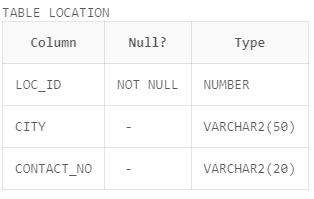 TABLE LOCATION
Column Null? Type
LOC_ID NOT NULL NUMBER
CITY - VARCHAR2(50)
CONTACT_NO - VARCHAR2(20)